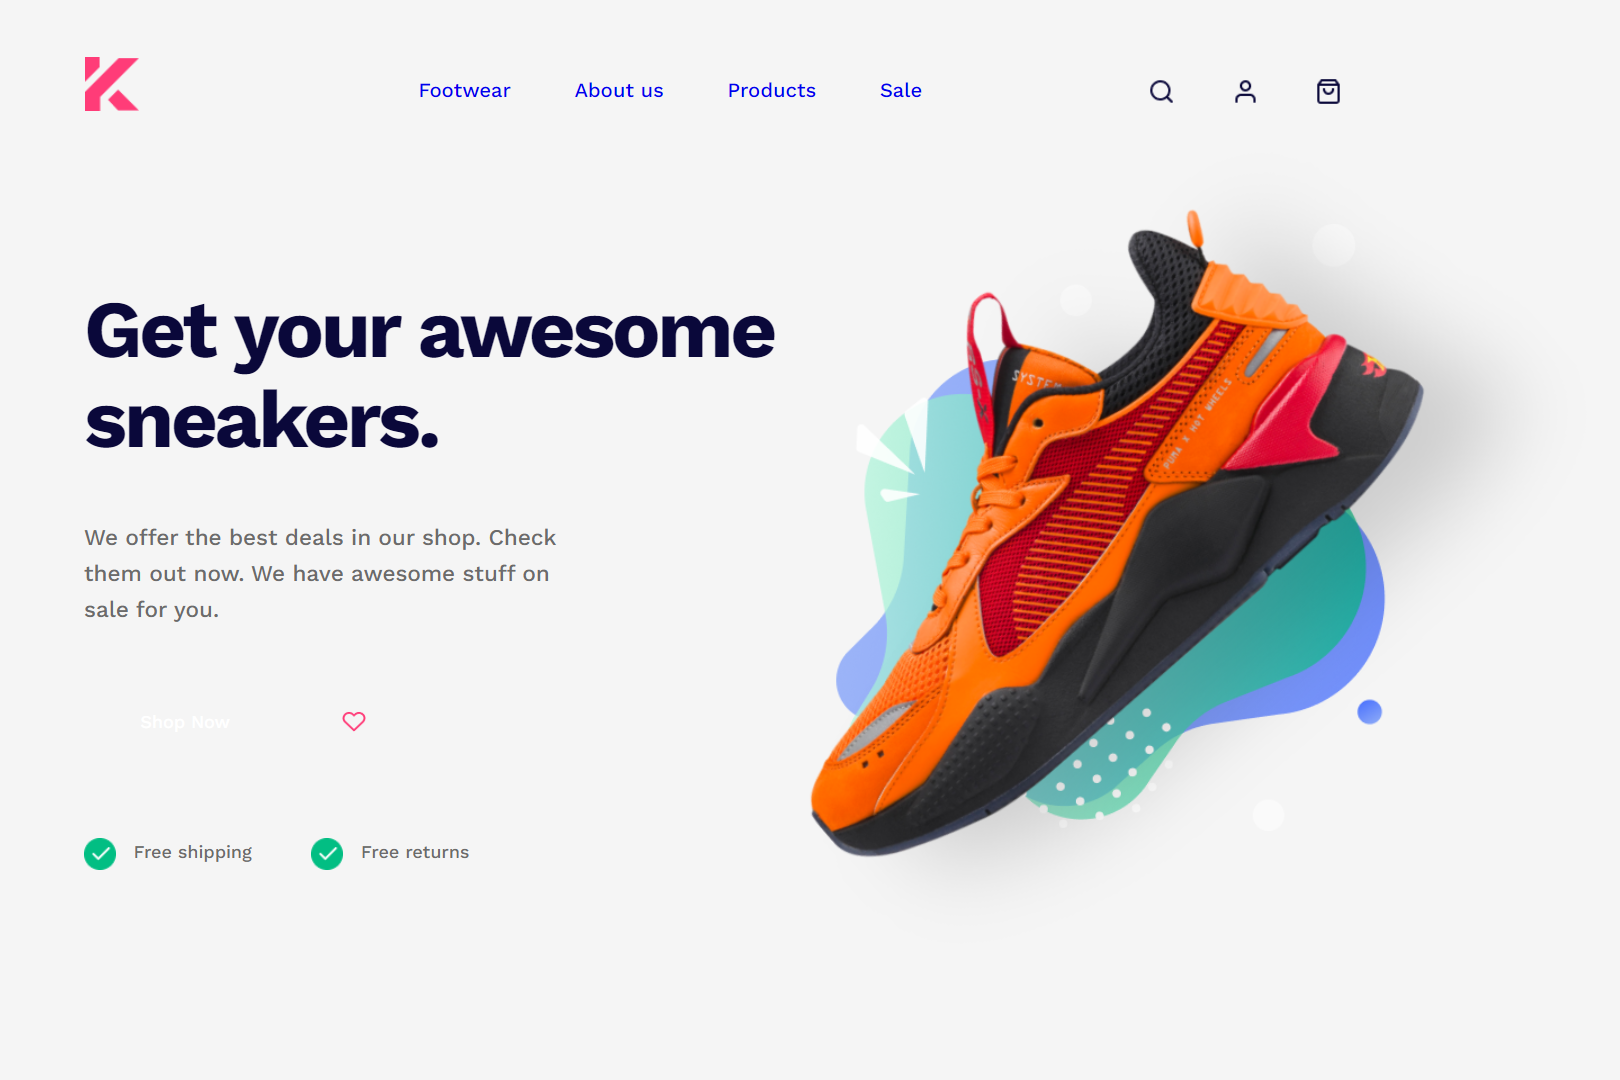 Footwear About us Products Sale
Get your awesome
sneakers.
SYSTEM
RS-X
PUMA X HOT WHEELS
We offer the best deals in our shop. Check
them out now. We have awesome stuff on
sale for you.
Shop Now
Free shipping Free returns